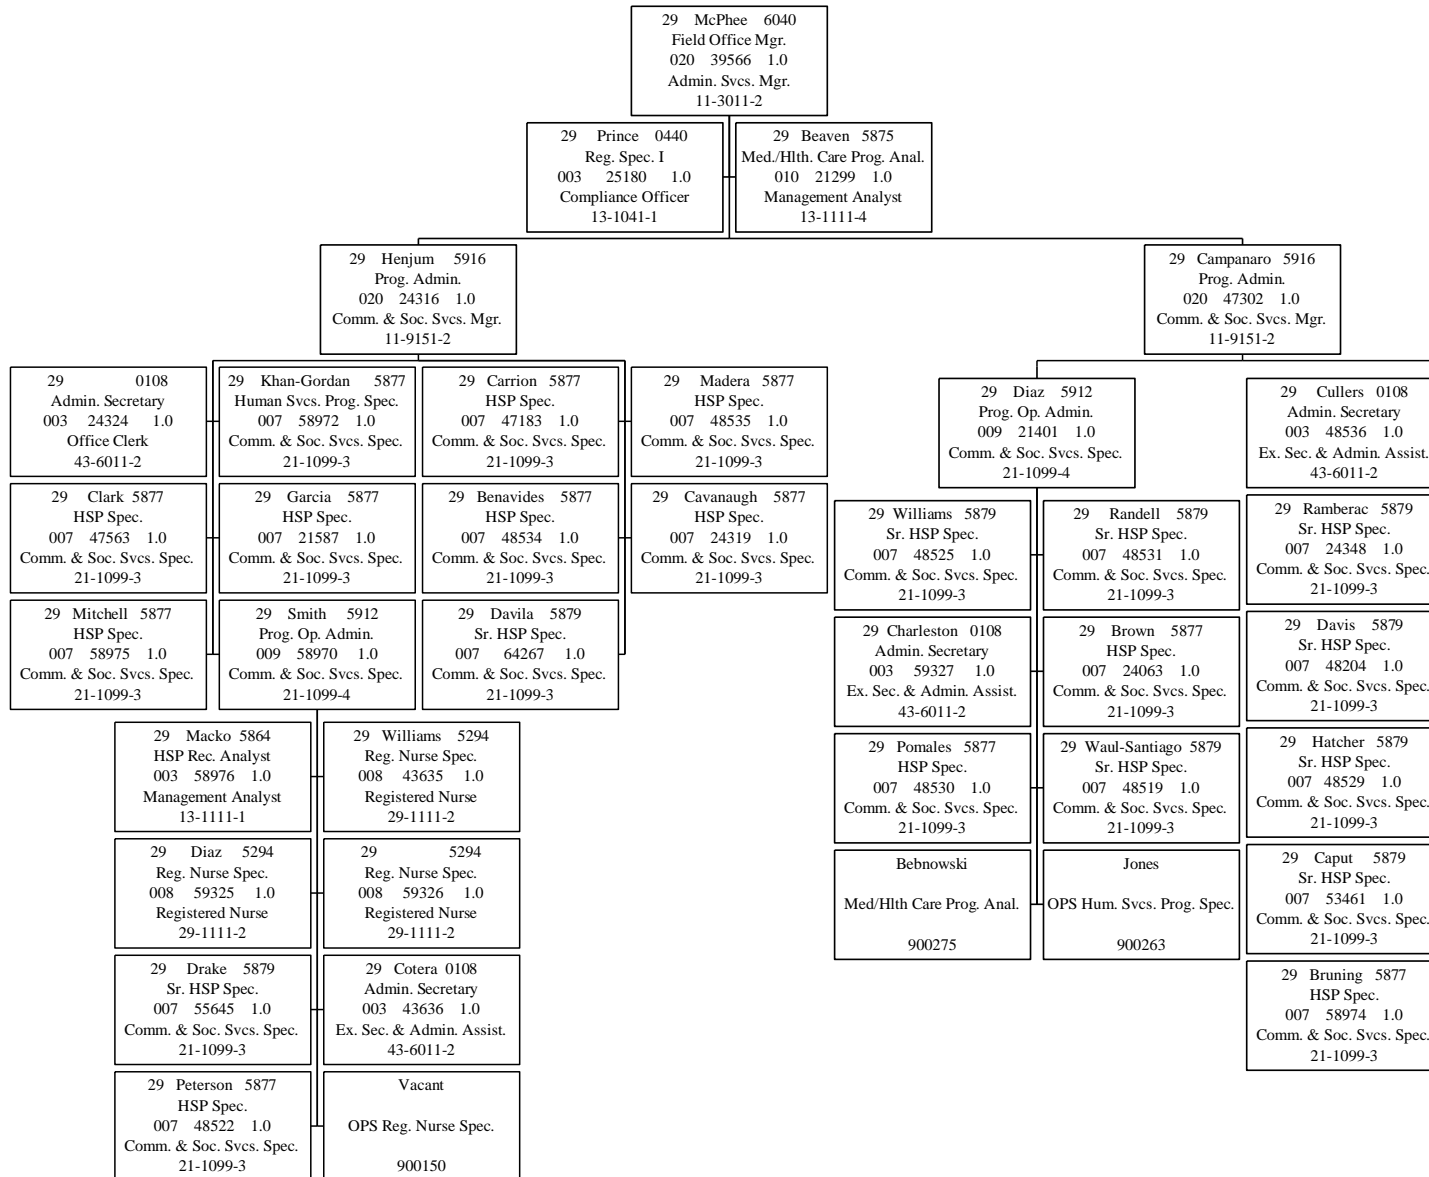 29 McPhee 6040
Field Office Mgr.
020 39566 1.0
Admin. Svcs. Mgr.
11-3011-2
29 Prince 0440
Reg. Spec. I
003 25180 1.0
Compliance Officer
13-1041-1
29 Beaven 5875
Med./Hlth. Care Prog. Anal.
010 21299 1.0
Management Analyst
13-1111-4
29 Henjum 5916
Prog. Admin.
020 24316 1.0
Comm. & Soc. Svcs. Mgr.
11-9151-2
29 Campanaro 5916
Prog. Admin.
020 47302 1.0
Comm. & Soc. Svcs. Mgr.
11-9151-2
29 0108
Admin. Secretary
003 24324 1.0
Office Clerk
43-6011-2
29 Khan-Gordan 5877
Human Svcs. Prog. Spec.
007 58972 1.0
Comm. & Soc. Svcs. Spec.
21-1099-3
29 Carrion 5877
HSP Spec.
007 47183 1.0
Comm. & Soc. Svcs. Spec.
21-1099-3
29 Madera 5877
HSP Spec.
007 48535 1.0
Comm. & Soc. Svcs. Spec.
21-1099-3
29 Clark 5877
HSP Spec.
007 47563 1.0
Comm. & Soc. Svcs. Spec.
21-1099-3
29 Garcia 5877
HSP Spec.
007 21587 1.0
Comm. & Soc. Svcs. Spec.
21-1099-3
29 Benavides 5877
HSP Spec.
007 48534 1.0
Comm. & Soc. Svcs. Spec.
21-1099-3
29 Cavanaugh 5877
HSP Spec.
007 24319 1.0
Comm. & Soc. Svcs. Spec.
21-1099-3
29 Mitchell 5877
HSP Spec.
007 58975 1.0
Comm. & Soc. Svcs. Spec.
21-1099-3
29 Smith 5912
Prog. Op. Admin.
009 58970 1.0
Comm. & Soc. Svcs. Spec.
21-1099-4
29 Davila 5879
Sr. HSP Spec.
007 64267 1.0
Comm. & Soc. Svcs. Spec.
21-1099-3
29 Macko 5864
HSP Rec. Analyst
003 58976 1.0
Management Analyst
13-1111-1
29 Williams 5294
Reg. Nurse Spec.
008 43635 1.0
Registered Nurse
29-1111-2
29 Diaz 5294
Reg. Nurse Spec.
008 59325 1.0
Registered Nurse
29-1111-2
29 5294
Reg. Nurse Spec.
008 59326 1.0
Registered Nurse
29-1111-2
29 Drake 5879
Sr. HSP Spec.
007 55645 1.0
Comm. & Soc. Svcs. Spec.
21-1099-3
29 Cotera 0108
Admin. Secretary
003 43636 1.0
Ex. Sec. & Admin. Assist.
43-6011-2
29 Peterson 5877
HSP Spec.
007 48522 1.0
Comm. & Soc. Svcs. Spec.
21-1099-3
Vacant
OPS Reg. Nurse Spec.
900150
29 Diaz 5912
Prog. Op. Admin.
009 21401 1.0
Comm. & Soc. Svcs. Spec.
21-1099-4
29 Cullers 0108
Admin. Secretary
003 48536 1.0
Ex. Sec. & Admin. Assist.
43-6011-2
29 Williams 5879
Sr. HSP Spec.
007 48525 1.0
Comm. & Soc. Svcs. Spec.
21-1099-3
29 Randell 5879
Sr. HSP Spec.
007 48531 1.0
Comm. & Soc. Svcs. Spec.
21-1099-3
29 Ramberac 5879
Sr. HSP Spec.
007 24348 1.0
Comm. & Soc. Svcs. Spec.
21-1099-3
29 Charleston 0108
Admin. Secretary
003 59327 1.0
Ex. Sec. & Admin. Assist.
43-6011-2
29 Brown 5877
HSP Spec.
007 24063 1.0
Comm. & Soc. Svcs. Spec.
21-1099-3
29 Davis 5879
Sr. HSP Spec.
007 48204 1.0
Comm. & Soc. Svcs. Spec.
21-1099-3
29 Pomales 5877
HSP Spec.
007 48530 1.0
Comm. & Soc. Svcs. Spec.
21-1099-3
29 Waul-Santiago 5879
Sr. HSP Spec.
007 48519 1.0
Comm. & Soc. Svcs. Spec.
21-1099-3
29 Hatcher 5879
Sr. HSP Spec.
007 48529 1.0
Comm. & Soc. Svcs. Spec.
21-1099-3
Bebnowski
Med/Hlth Care Prog. Anal.
900275
Jones
OPS Hum. Svcs. Prog. Spec.
900263
29 Caput 5879
Sr. HSP Spec.
007 53461 1.0
Comm. & Soc. Svcs. Spec.
21-1099-3
29 Bruning 5877
HSP Spec.
007 58974 1.0
Comm. & Soc. Svcs. Spec.
21-1099-3